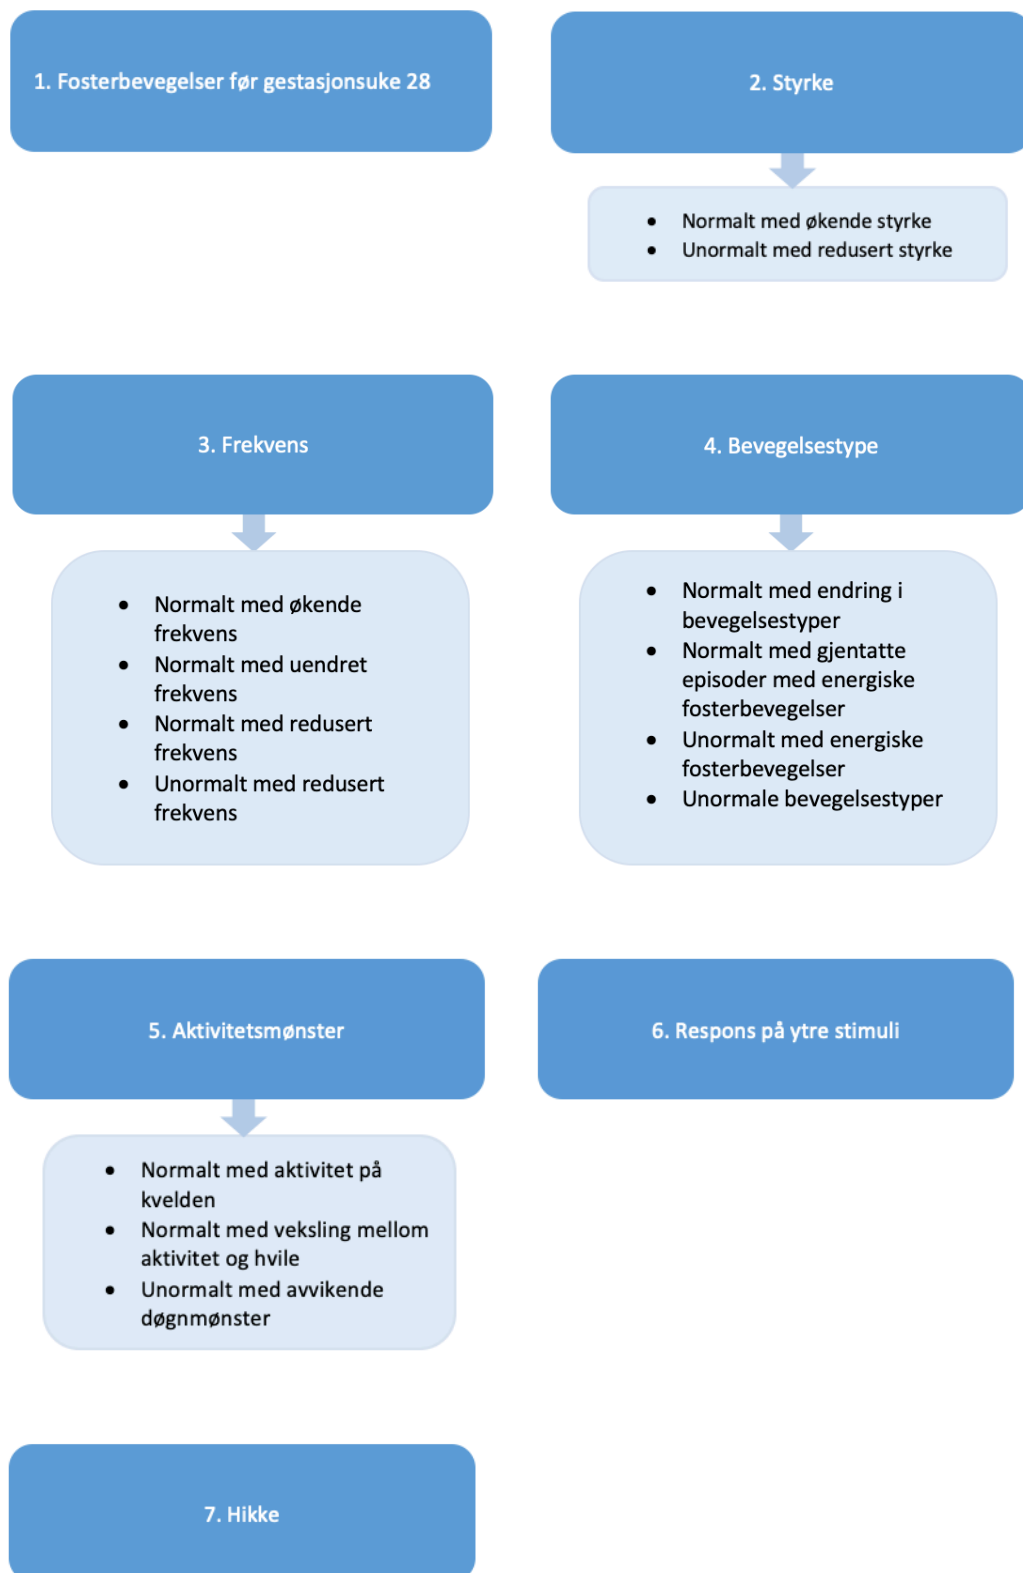 1. Fosterbevegelser før gestasjonsuke 28
2. Styrke
• Normalt med økende styrke
• Unormalt med redusert styrke
3. Frekvens
• Normalt med økende
frekvens
• Normalt med uendret
frekvens
• Normalt med redusert
frekvens
• Unormalt med redusert
frekvens
4. Bevegelsestype
• Normalt med endring i
bevegelsestyper
• Normalt med gjentatte
episoder med energiske
fosterbevegelser
• Unormalt med energiske
fosterbevegelser
• Unormale bevegelsestyper
5. Aktivitetsmønster
• Normalt med aktivitet på
kvelden
• Normalt med veksling mellom
aktivitet og hvile
• Unormalt med avvikende
døgnmønster
6. Respons på ytre stimuli
7. Hikke